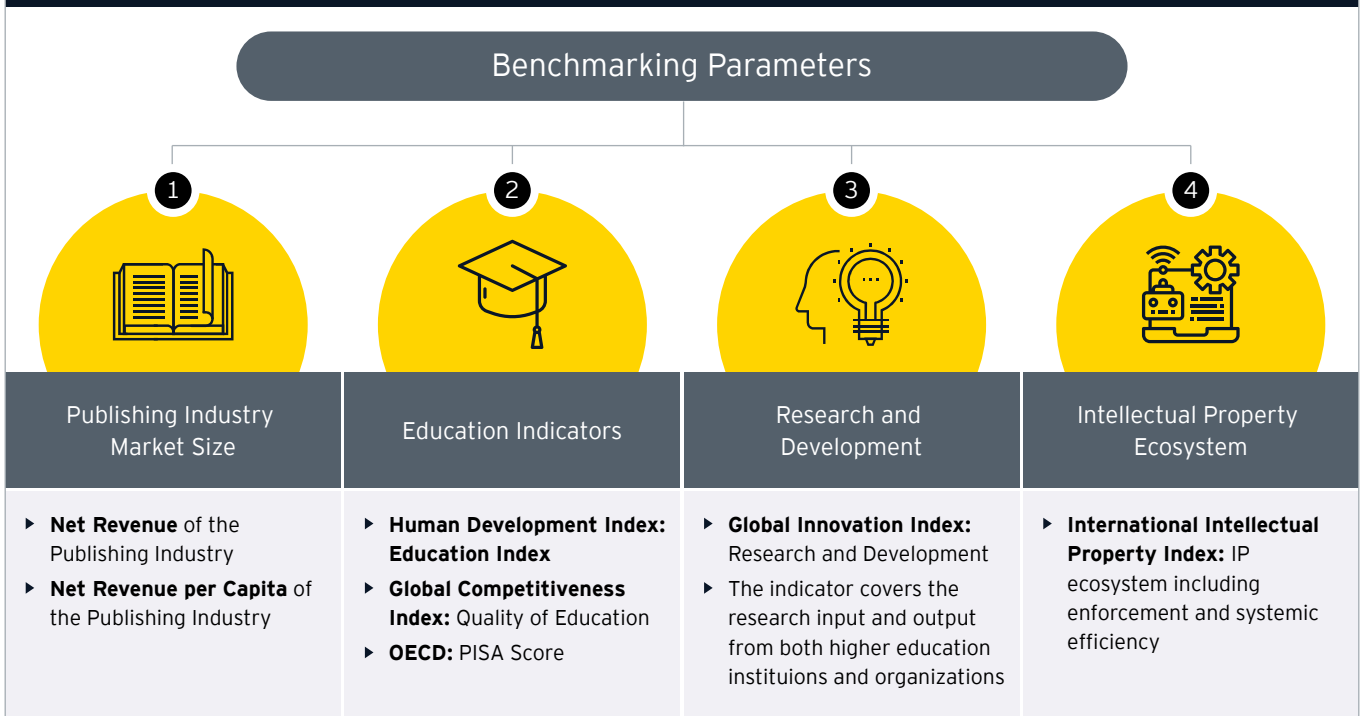 Benchmarking Parameters
1
2
3
4
Publishing Industry
Market Size
Education Indicators
Research and
Development
Intellectual Property
Ecosystem
Net Revenue of the
Publishing Industry
Net Revenue per Capita of
the Publishing Industry
Human Development Index:
Education Index
Global Competitiveness
Index: Quality of Education
OECD: PISA Score
Global Innovation Index:
Research and Development
The indicator covers the
research input and output
from both higher education
instituions and organizations
International Intellectual
Property Index: IP
ecosystem including
enforcement and systemic
efficiency